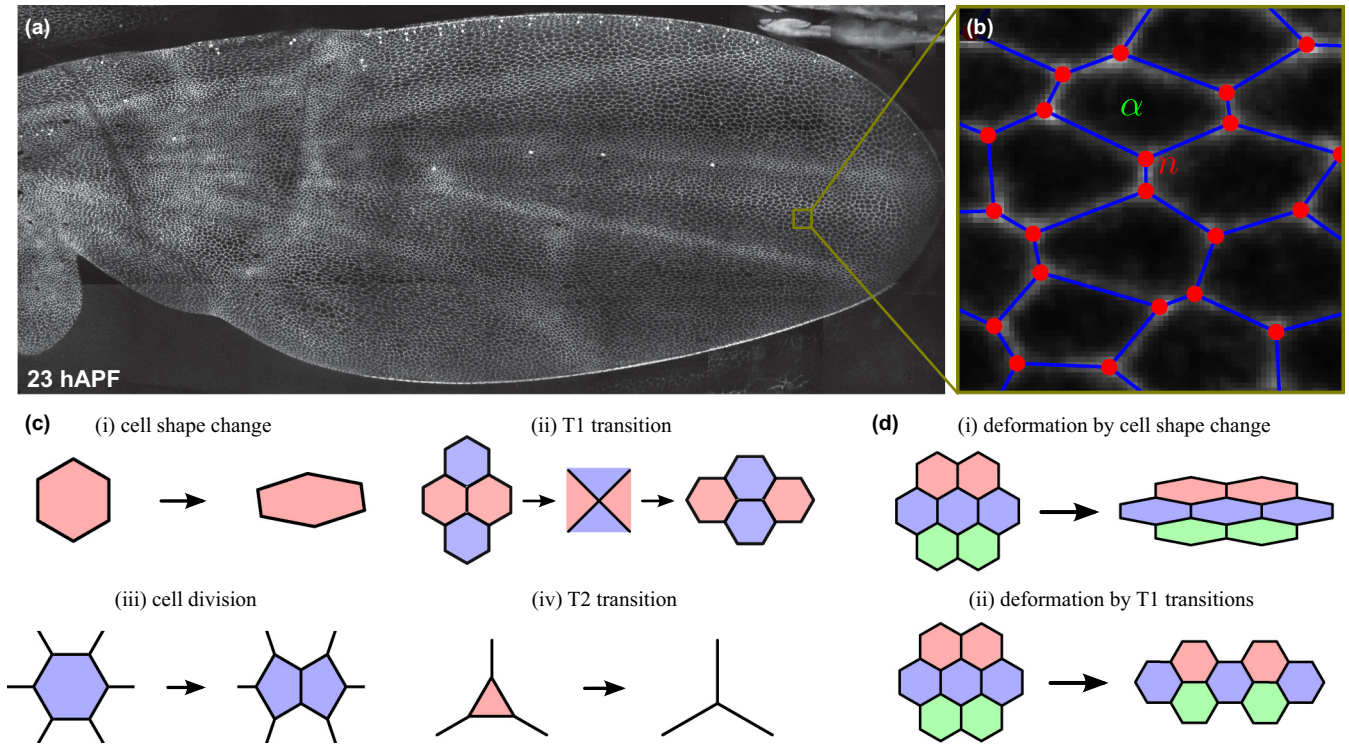 (a)
23 hAPF
(b)
α
n
(c)
(i) cell shape change
(ii) T1 transition
(iii) cell division
(iv) T2 transition
(d)
(i) deformation by cell shape change
(ii) deformation by T1 transitions